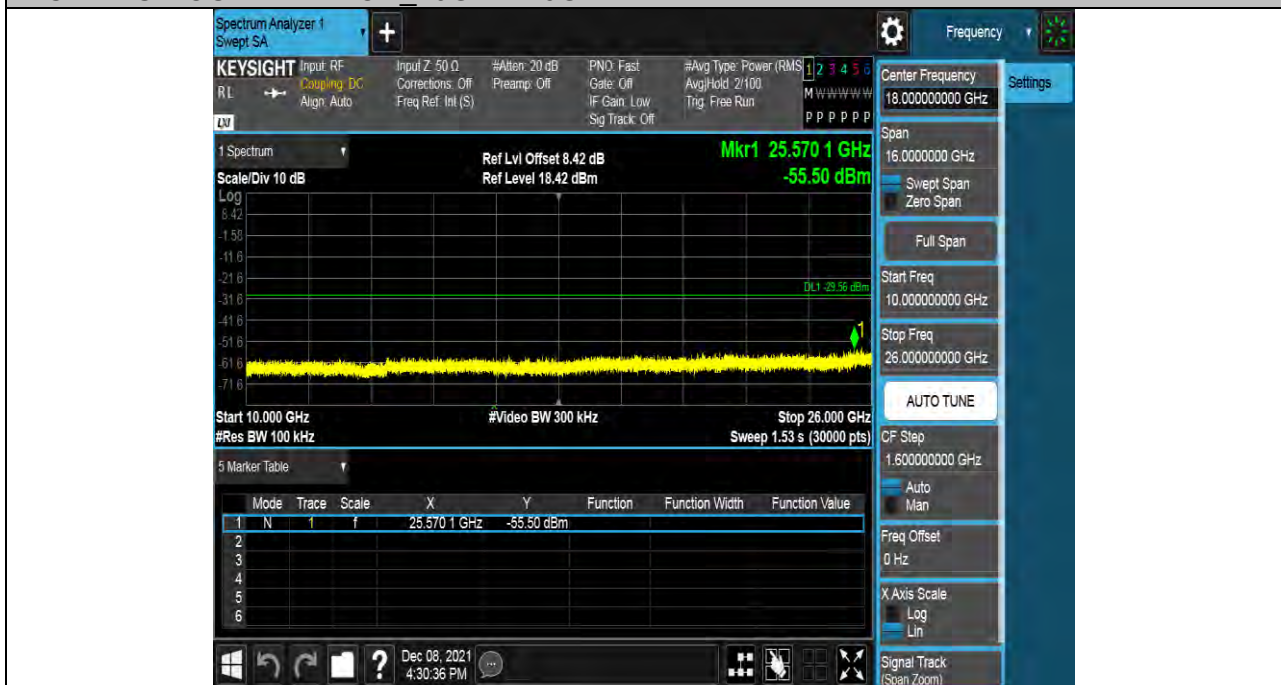 Spectrum Analyzer 1
Swept SA
+
Frequency
KEYSIGHT
RL
LXI
Input: RF
Coupling: DC
Align: Auto
Input Z: 50 Ω
Corrections: Off
Freq Ref: Int (S)
#Atten: 20 dB
Preamp: Off
PNO: Fast
Gate: Off
IF Gain: Low
Sig Track: Off
#Avg Type: Power (RMS
Avg|Hold: 2/100
Trig: Free Run
1 2 3 4 5 6
M W W W W W
P P P P P P
1 Spectrum
Scale/Div 10 dB
Ref Lvl Offset 8.42 dB
Ref Level 18.42 dBm
Mkr1 25.570 1 GHz
-55.50 dBm
Log
8.42
-1.58
-11.6
-21.6
-31.6
-41.6
-51.6
-61.6
-71.6
DL1 -29.56 dBm
1
Start 10.000 GHz
#Res BW 100 kHz
#Video BW 300 kHz
Stop 26.000 GHz
Sweep 1.53 s (30000 pts)
5 Marker Table
Mode Trace Scale X Y Function Function Width Function Value
1 N 1 f 25.570 1 GHz -55.50 dBm
2
3
4
5
6
Dec 08, 2021
4:30:36 PM
?
Center Frequency
18.000000000 GHz
Settings
Span
16.0000000 GHz
Swept Span
Zero Span
Full Span
Start Freq
10.000000000 GHz
Stop Freq
26.000000000 GHz
AUTO TUNE
CF Step
1.600000000 GHz
Auto
Man
Freq Offset
0 Hz
X Axis Scale
Log
Lin
Signal Track
(Span Zoom)